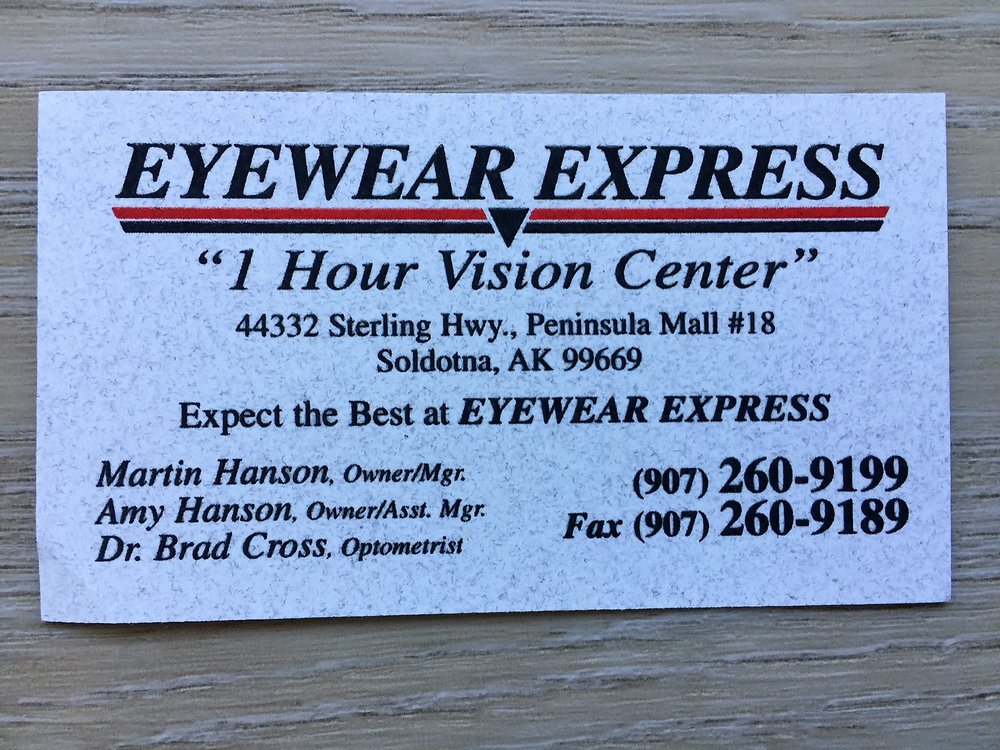 EYEWEAR EXPRESS
“1 Hour Vision Center”
44332 Sterling Hwy., Peninsula Mall #18
Soldotna, AK 99669
Expect the Best at EYEWEAR EXPRESS
Martin Hanson, Owner/Mgr.
Amy Hanson, Owner/Asst. Mgr.
Dr. Brad Cross, Optometrist
(907) 260-9199
Fax (907) 260-9189